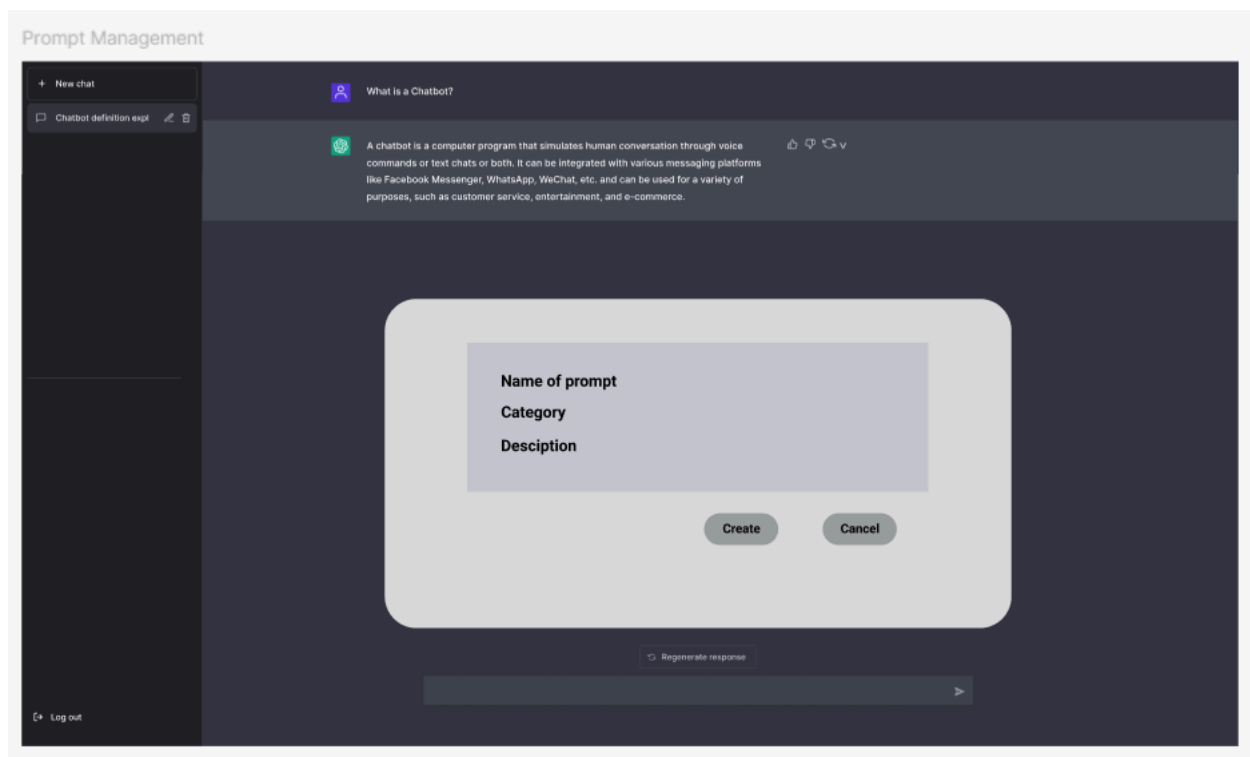 Prompt Management
+ New chat
Chatbot definition expl
What is a Chatbot?
A chatbot is a computer program that simulates human conversation through voice
commands or text chats or both. It can be integrated with various messaging platforms
like Facebook Messenger, WhatsApp, WeChat, etc. and can be used for a variety of
purposes, such as customer service, entertainment, and e-commerce.
Name of prompt
Category
Desciption
Create Cancel
Regenerate response
Log out